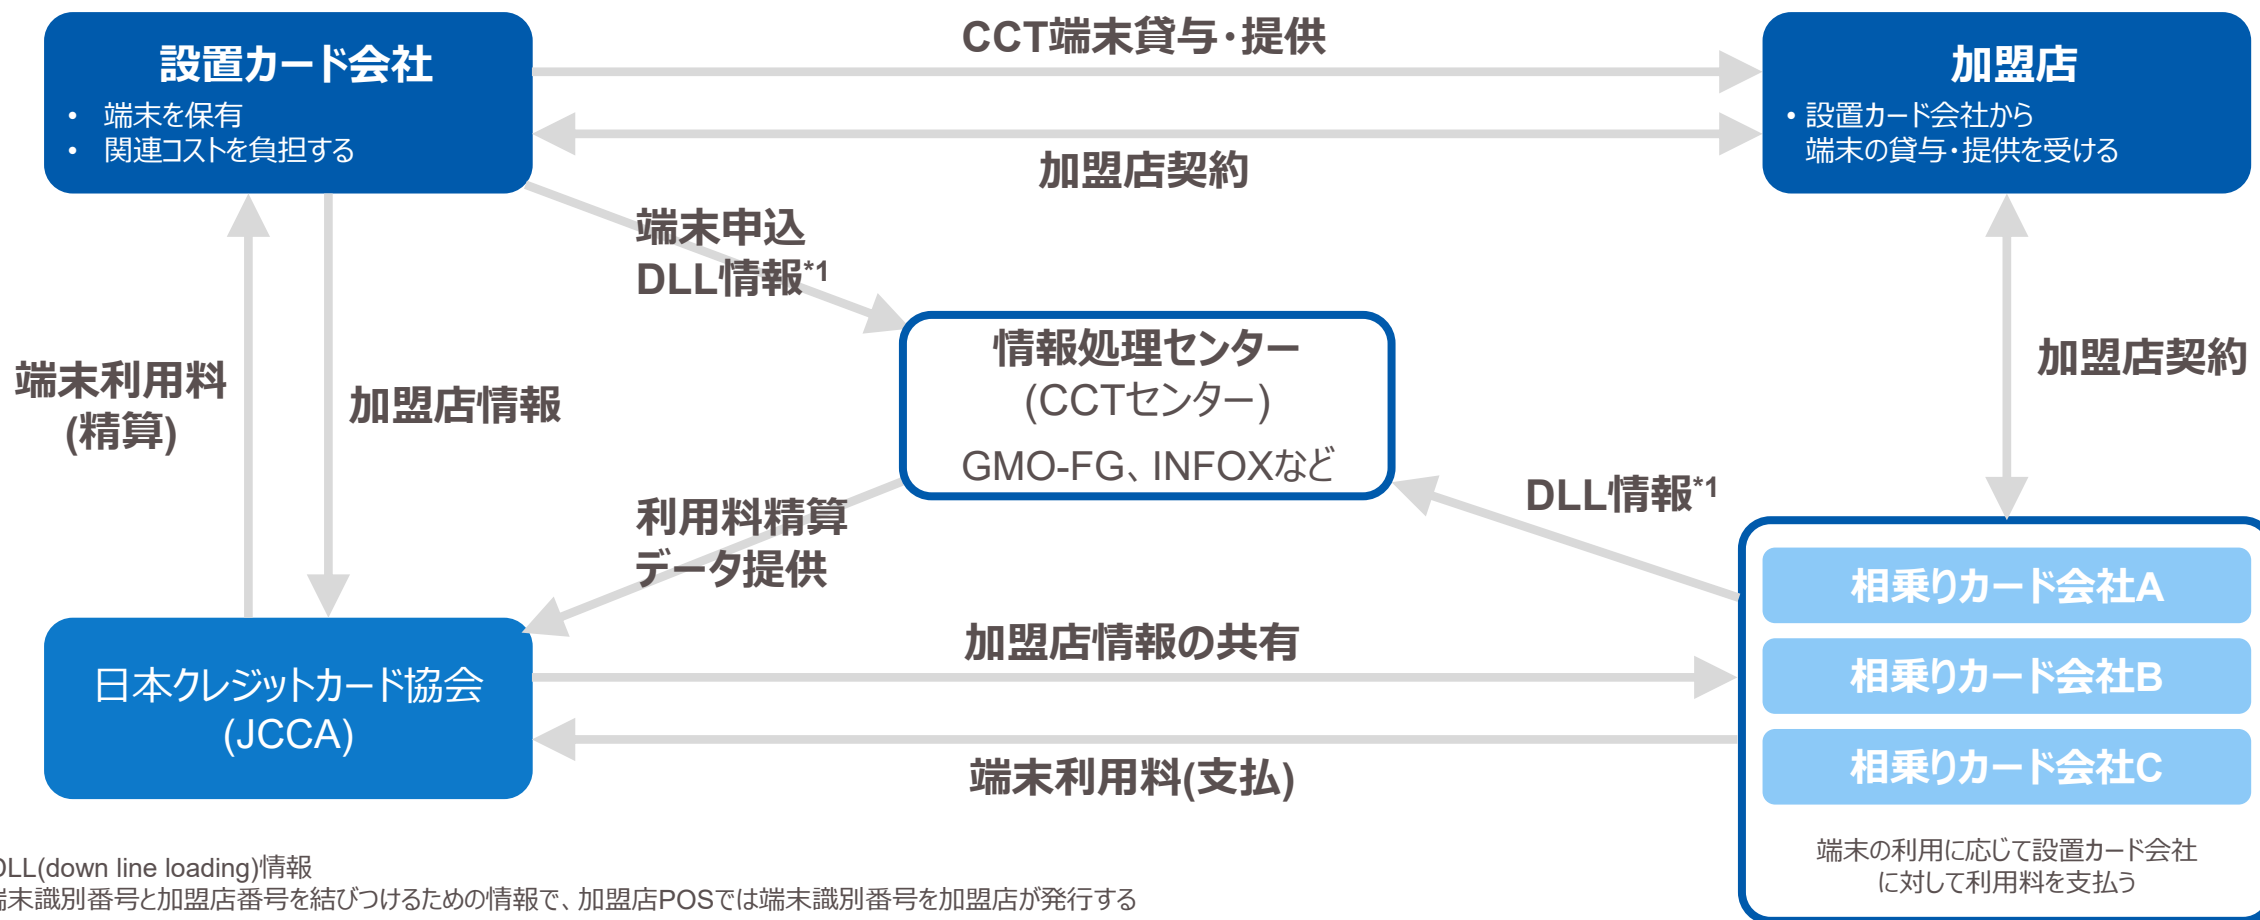 設置カード会社
• 端末を保有
• 関連コストを負担する
CCT端末貸与・提供
加盟店契約
加盟店
• 設置カード会社から
端末の貸与・提供を受ける
端末申込
DLL情報*1
情報処理センター
(CCTセンター)
GMO-FG、INFOXなど
端末利用料
(精算)
加盟店情報
加盟店契約
利用料精算
データ提供
DLL情報*1
日本クレジットカード協会
(JCCA)
加盟店情報の共有
端末利用料(支払)
相乗りカード会社A
相乗りカード会社B
相乗りカード会社C
端末の利用に応じて設置カード会社
に対して利用料を支払う
DLL(down line loading)情報
端末識別番号と加盟店番号を結びつけるための情報で、加盟店POSでは端末識別番号を加盟店が発行する